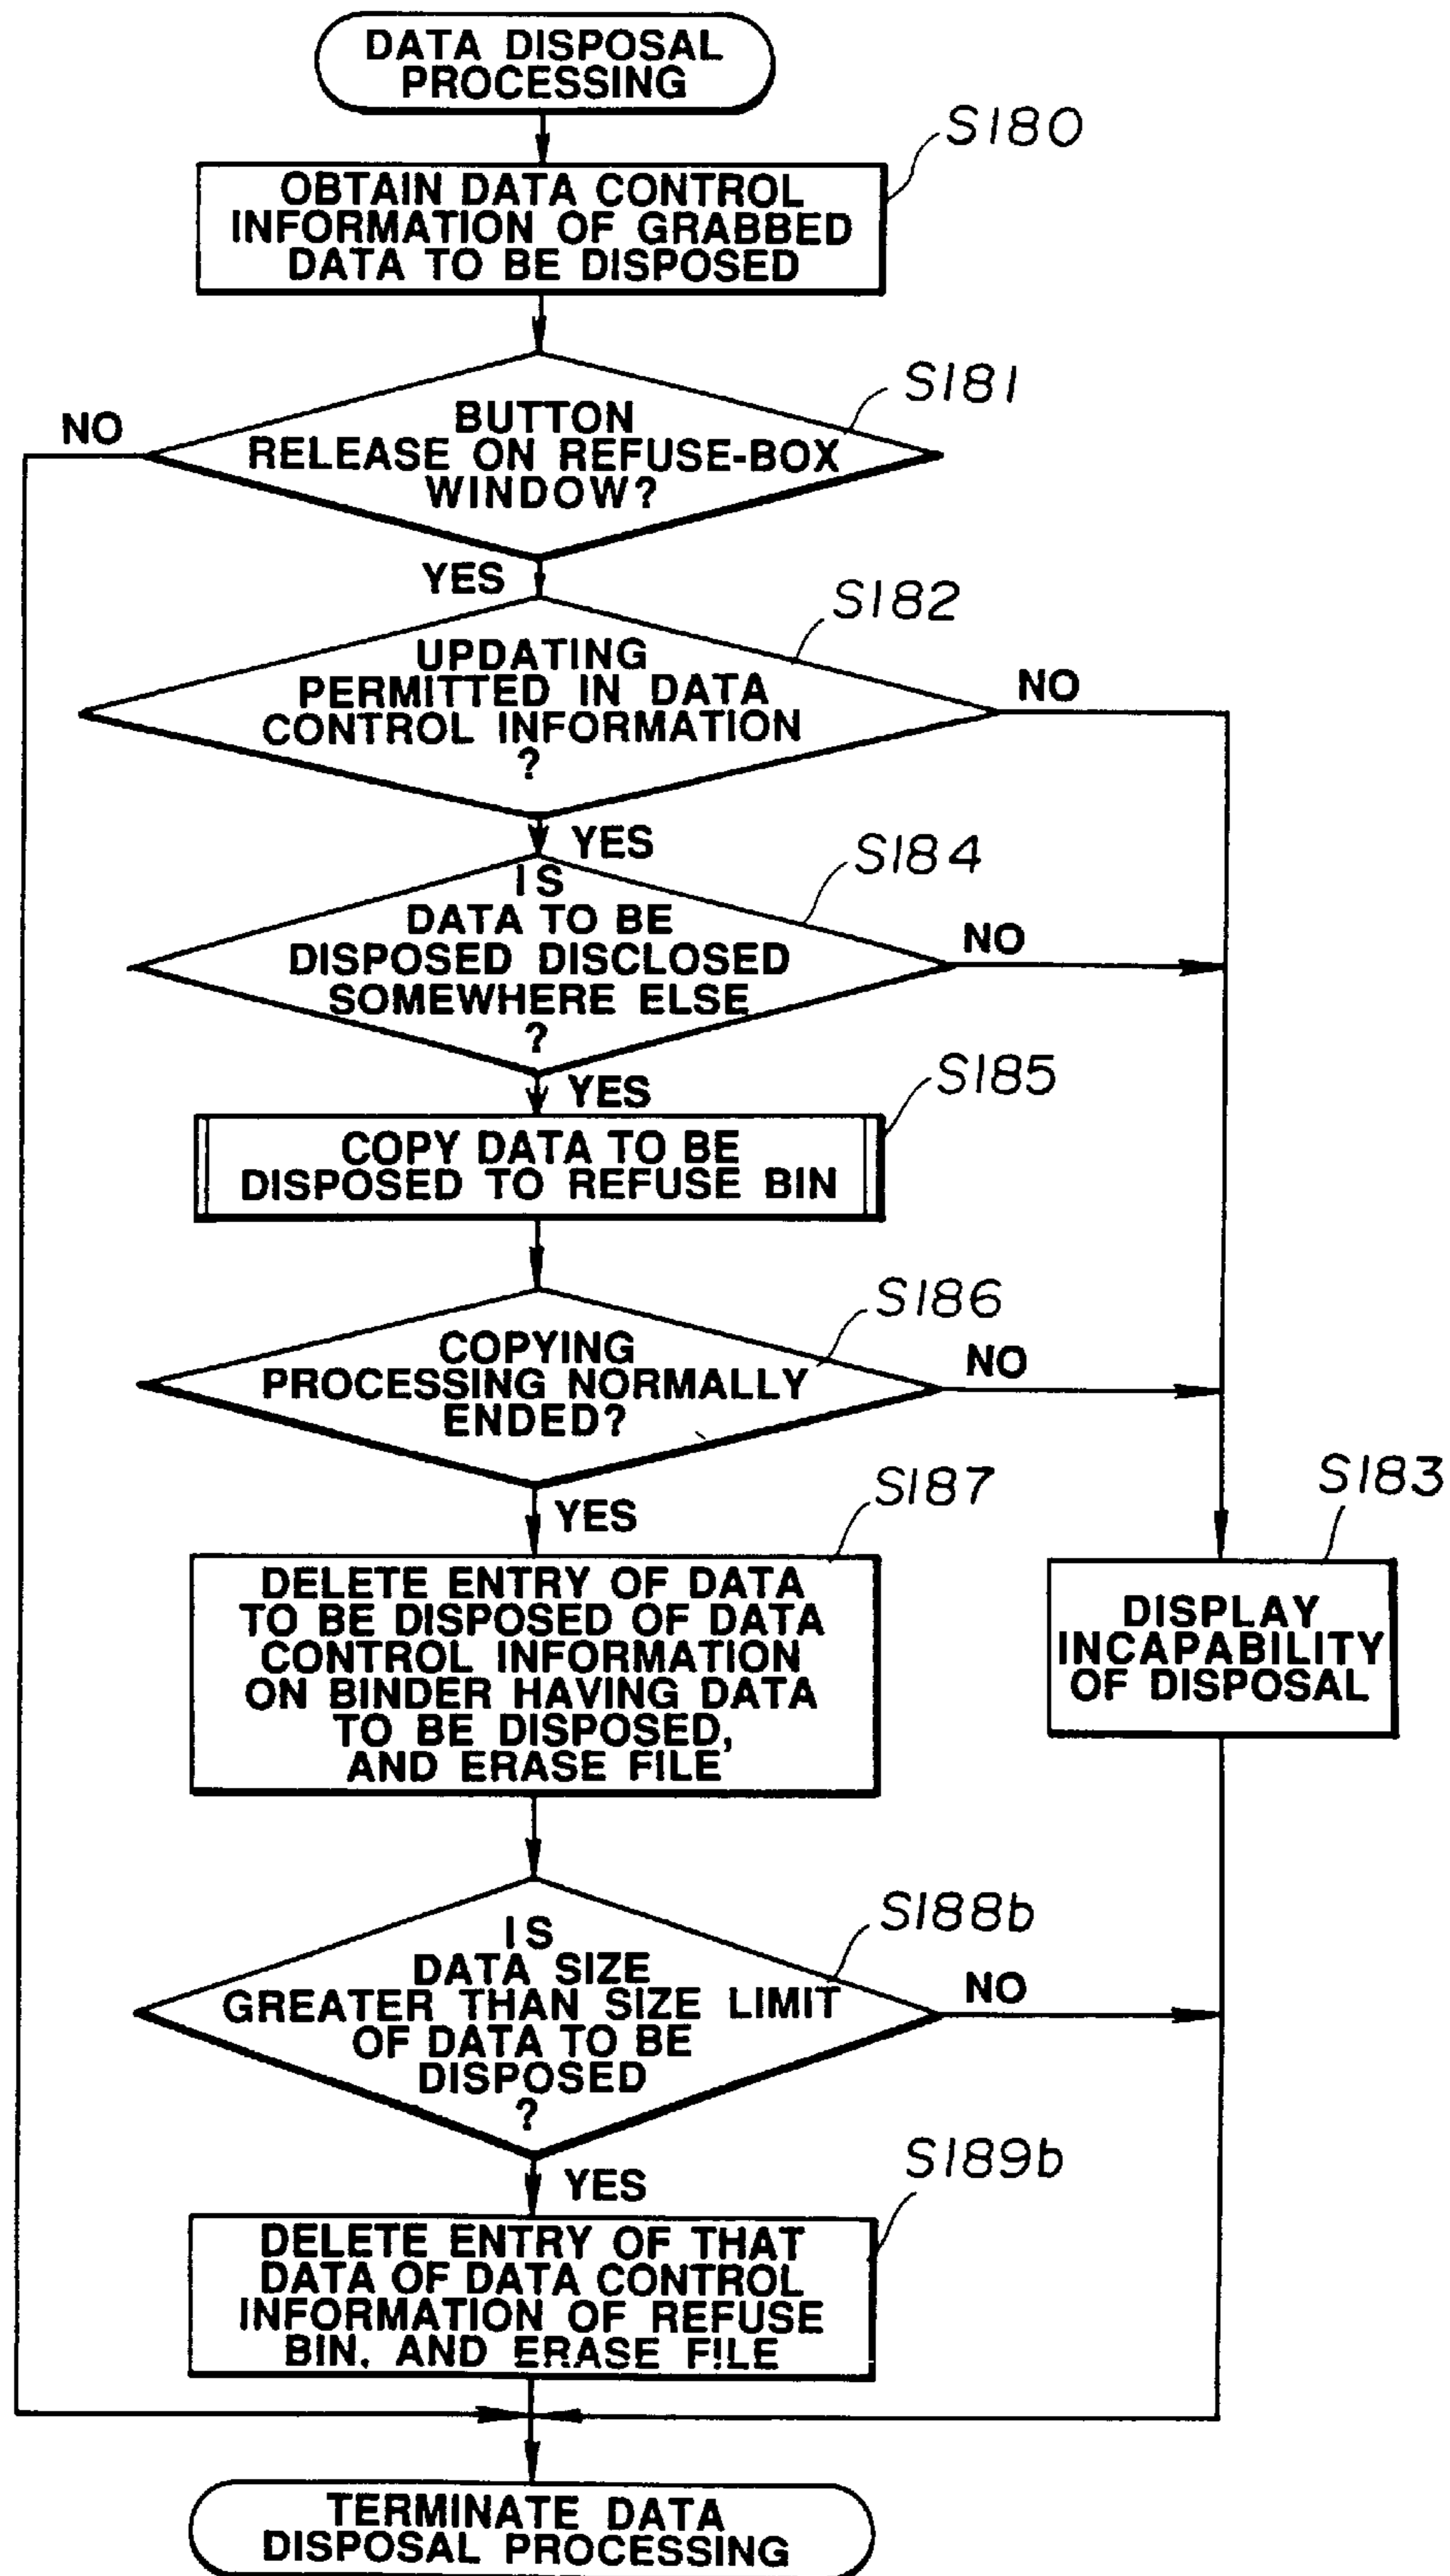 DATA DISPOSAL
PROCESSING
S180
OBTAIN DATA CONTROL
INFORMATION OF GRABBED
DATA TO BE DISPOSED
S181
NO
BUTTON
RELEASE ON REFUSE-BOX
WINDOW?
YES
S182
UPDATING
PERMITTED IN DATA
CONTROL INFORMATION
?
NO
YES
S184
IS
DATA TO BE
DISPOSED DISCLOSED
SOMEWHERE ELSE
?
NO
YES
S185
COPY DATA TO BE
DISPOSED TO REFUSE BIN
S186
COPYING
PROCESSING NORMALLY
ENDED?
NO
YES
S187
DELETE ENTRY OF DATA
TO BE DISPOSED OF DATA
CONTROL INFORMATION
ON BINDER HAVING DATA
TO BE DISPOSED,
AND ERASE FILE
S183
DISPLAY
INCAPABILITY
OF DISPOSAL
S188b
IS
DATA SIZE
GREATER THAN SIZE LIMIT
OF DATA TO BE
DISPOSED
?
NO
YES
S189b
DELETE ENTRY OF THAT
DATA OF DATA CONTROL
INFORMATION OF REFUSE
BIN. AND ERASE FILE
TERMINATE DATA
DISPOSAL PROCESSING